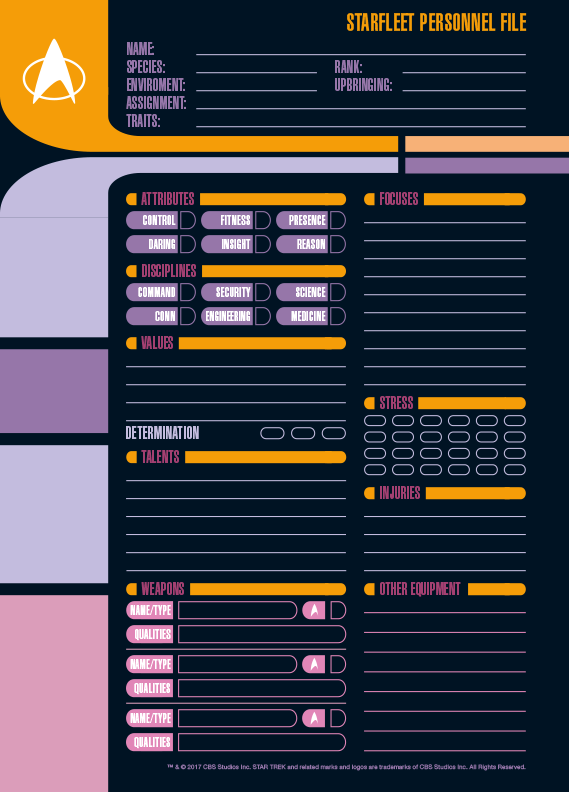 STARFLEET PERSONNEL FILE
NAME:
SPECIES:
RANK:
ENVIROMENT:
UPBRINGING:
ASSIGNMENT:
TRAITS:
ATTRIBUTES
CONTROL FITNESS PRESENCE
DARING INSIGHT REASON
DISCIPLINES
COMMAND SECURITY SCIENCE
CONN ENGINEERING MEDICINE
VALUES
DETERMINATION
TALENTS
WEAPONS
NAME/TYPE
QUALITIES
NAME/TYPE
QUALITIES
NAME/TYPE
QUALITIES
FOCUSES
STRESS
INJURIES
OTHER EQUIPMENT
™ & © 2017 CBS Studios Inc. STAR TREK and related marks and logos are trademarks of CBS Studios Inc. All Rights Reserved.